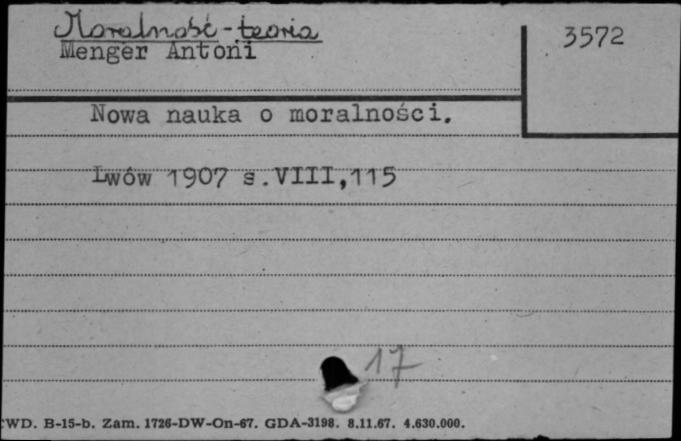 Moralność-teoria
3572
Menger Antoni
Nowa nauka o moralności.
Lwów 1907 s.VIII,115
17
CWD. B-15-b. Zam. 1726-DW-On-67. GDA-3198. 8.11.67. 4.630.000.